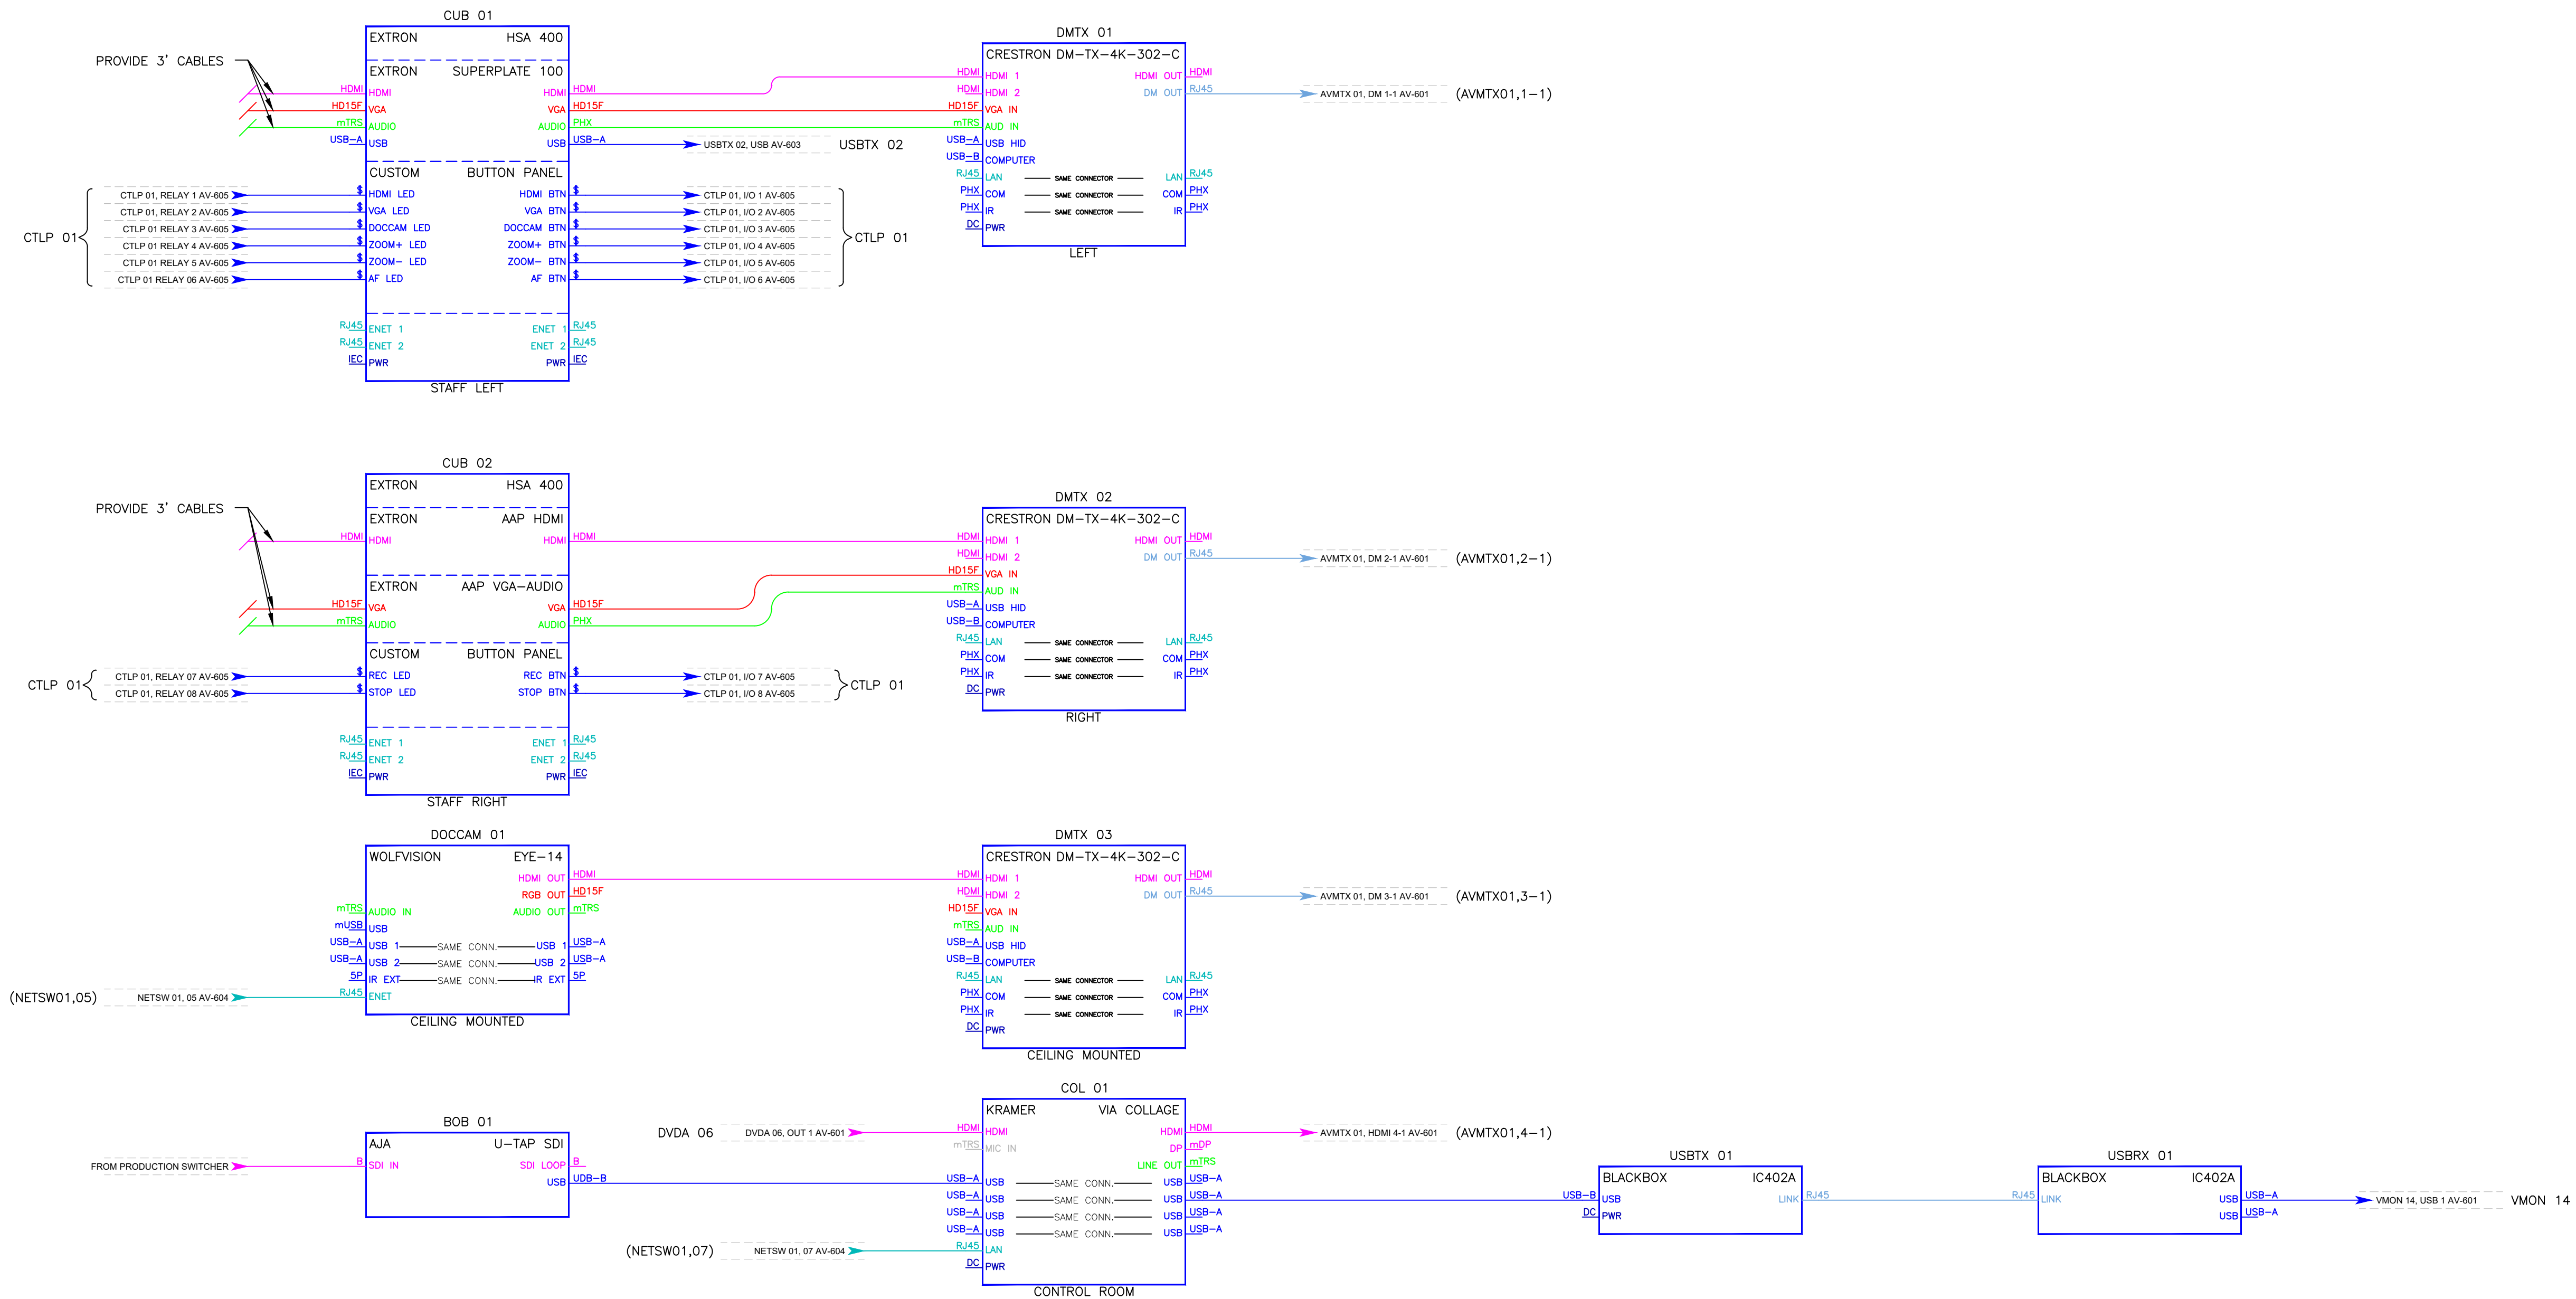 CUB 01
EXTRON HSA 400
PROVIDE 3' CABLES
EXTRON SUPERPLATE 100
HDMI HDMI HDMI HDMI
HD15F VGA VGA HD15F
mTRS AUDIO AUDIO PHX
USB-A USB USB USB-A USBTX 02, USB AV-603 USBTX 02
CUSTOM BUTTON PANEL
CTLP 01, RELAY 1 AV-605 $ HDMI LED HDMI BTN $ CTLP 01, I/O 1 AV-605
CTLP 01, RELAY 2 AV-605 $ VGA LED VGA BTN $ CTLP 01, I/O 2 AV-605
CTLP 01 RELAY 3 AV-605 $ DOCCAM LED DOCCAM BTN $ CTLP 01, I/O 3 AV-605
CTLP 01 CTLP 01
CTLP 01 RELAY 4 AV-605 $ ZOOM+ LED ZOOM+ BTN $ CTLP 01, I/O 4 AV-605
CTLP 01 RELAY 5 AV-605 $ ZOOM- LED ZOOM- BTN $ CTLP 01, I/O 5 AV-605
CTLP 01 RELAY 06 AV-605 $ AF LED AF BTN $ CTLP 01, I/O 6 AV-605
RJ45 ENET 1 ENET 1 RJ45
RJ45 ENET 2 ENET 2 RJ45
IEC PWR PWR IEC
STAFF LEFT
DMTX 01
CRESTRON DM-TX-4K-302-C
HDMI HDMI 1 HDMI OUT HDMI
HDMI HDMI 2 DM OUT RJ45 AVMTX 01, DM 1-1 AV-601 (AVMTX01,1-1)
HD15F VGA IN
mTRS AUD IN
USB-A USB HID
USB-B COMPUTER
RJ45 LAN SAME CONNECTOR LAN RJ45
PHX COM SAME CONNECTOR COM PHX
PHX IR SAME CONNECTOR IR PHX
DC PWR
LEFT
CUB 02
EXTRON HSA 400
PROVIDE 3' CABLES
EXTRON AAP HDMI
HDMI HDMI HDMI HDMI
EXTRON AAP VGA-AUDIO
HD15F VGA VGA HD15F
mTRS AUDIO AUDIO PHX
CUSTOM BUTTON PANEL
CTLP 01, RELAY 07 AV-605 $ REC LED REC BTN $ CTLP 01, I/O 7 AV-605
CTLP 01 CTLP 01
CTLP 01, RELAY 08 AV-605 $ STOP LED STOP BTN $ CTLP 01, I/O 8 AV-605
RJ45 ENET 1 ENET 1 RJ45
RJ45 ENET 2 ENET 2 RJ45
IEC PWR PWR IEC
STAFF RIGHT
DMTX 02
CRESTRON DM-TX-4K-302-C
HDMI HDMI 1 HDMI OUT HDMI
HDMI HDMI 2 DM OUT RJ45 AVMTX 01, DM 2-1 AV-601 (AVMTX01,2-1)
HD15F VGA IN
mTRS AUD IN
USB-A USB HID
USB-B COMPUTER
RJ45 LAN SAME CONNECTOR LAN RJ45
PHX COM SAME CONNECTOR COM PHX
PHX IR SAME CONNECTOR IR PHX
DC PWR
RIGHT
DOCCAM 01
WOLFVISION EYE-14
HDMI OUT HDMI
RGB OUT HD15F
mTRS AUDIO IN AUDIO OUT mTRS
mUSB USB
USB-A USB 1 SAME CONN. USB 1 USB-A
USB-A USB 2 SAME CONN. USB 2 USB-A
5P IR EXT SAME CONN. IR EXT 5P
(NETSW01,05) NETSW 01, 05 AV-604 RJ45 ENET
CEILING MOUNTED
DMTX 03
CRESTRON DM-TX-4K-302-C
HDMI HDMI 1 HDMI OUT HDMI
HDMI HDMI 2 DM OUT RJ45 AVMTX 01, DM 3-1 AV-601 (AVMTX01,3-1)
HD15F VGA IN
mTRS AUD IN
USB-A USB HID
USB-B COMPUTER
RJ45 LAN SAME CONNECTOR LAN RJ45
PHX COM SAME CONNECTOR COM PHX
PHX IR SAME CONNECTOR IR PHX
DC PWR
CEILING MOUNTED
BOB 01
AJA U-TAP SDI
FROM PRODUCTION SWITCHER B SDI IN SDI LOOP B
USB UDB-B
COL 01
KRAMER VIA COLLAGE
DVDA 06 DVDA 06, OUT 1 AV-601 HDMI HDMI HDMI HDMI AVMTX 01, HDMI 4-1 AV-601 (AVMTX01,4-1)
mTRS MIC IN DP mDP
LINE OUT mTRS
USB-A USB SAME CONN. USB USB-A
USB-A USB SAME CONN. USB USB-A
USB-A USB SAME CONN. USB USB-A
USB-A USB SAME CONN. USB USB-A
(NETSW01,07) NETSW 01, 07 AV-604 RJ45 LAN
DC PWR
CONTROL ROOM
USBTX 01
BLACKBOX IC402A
USB-B USB LINK RJ45
DC PWR
USBRX 01
BLACKBOX IC402A
RJ45 LINK USB USB-A VMON 14, USB 1 AV-601 VMON 14
USB USB-A